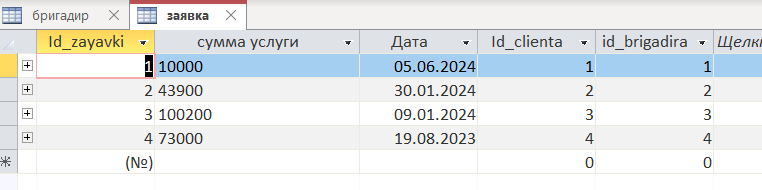 бригадир заявка
Id_zayavki сумма услуги Дата Id_clienta id_brigadira Щелкн
1 10000 05.06.2024 1 1
2 43900 30.01.2024 2 2
3 100200 09.01.2024 3 3
4 73000 19.08.2023 4 4
(№) 0 0